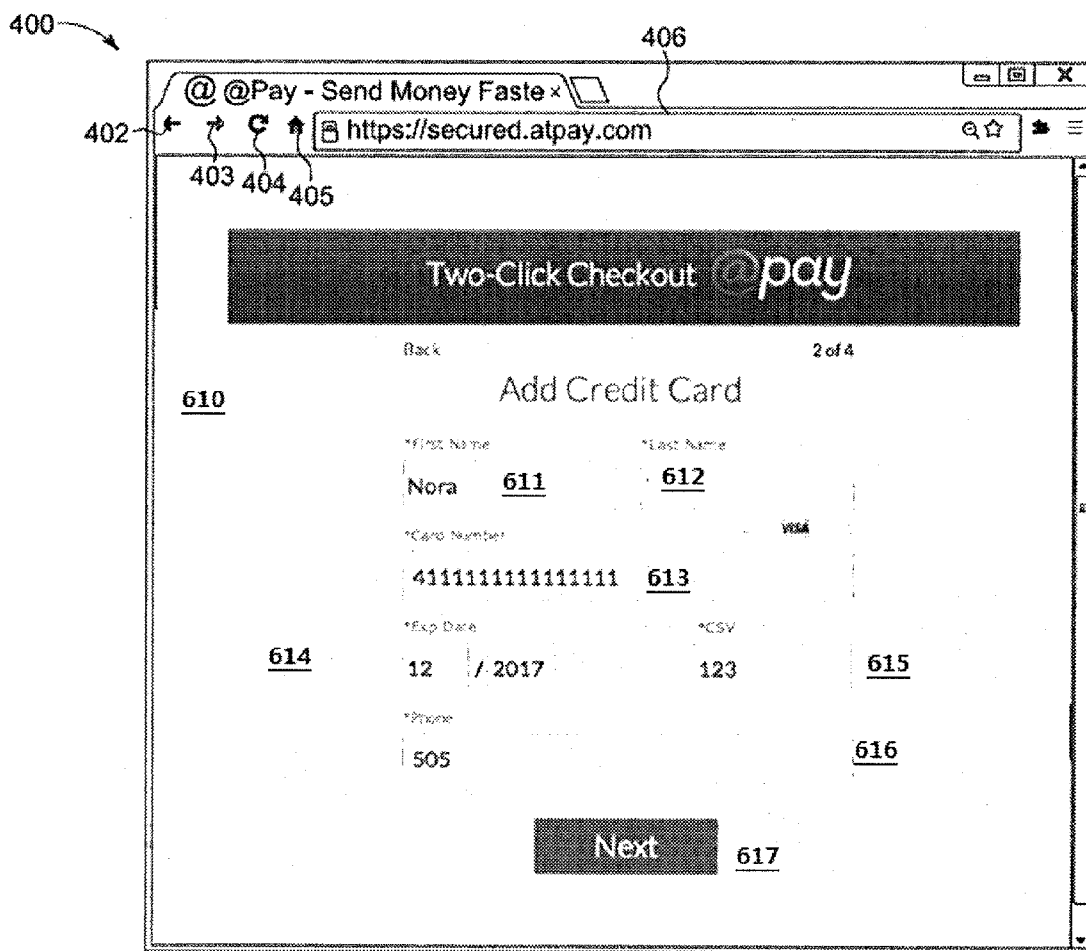 400
406
@ @Pay - Send Money Faste ×
402
https://secured.atpay.com
403 404 405
Two-Click Checkout @pay
Back 2 of 4
Add Credit Card
610
*First Name *Last Name
Nora 611 612
*Card Number VISA
4111111111111111 613
*Exp Date *CSV
614 12 / 2017 123 615
*Phone
505 616
Next 617